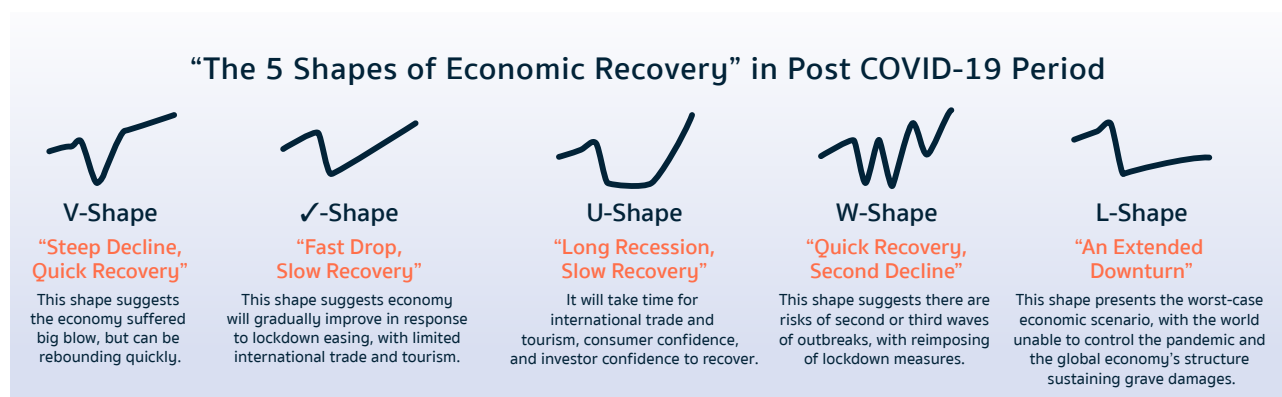 “The 5 Shapes of Economic Recovery” in Post COVID-19 Period
V-Shape
“Steep Decline,
Quick Recovery”
This shape suggests
the economy suffered
big blow, but can be
rebounding quickly.
✓-Shape
“Fast Drop,
Slow Recovery”
This shape suggests economy
will gradually improve in response
to lockdown easing, with limited
international trade and tourism.
U-Shape
“Long Recession,
Slow Recovery”
It will take time for
international trade and
tourism, consumer confidence,
and investor confidence to recover.
W-Shape
“Quick Recovery,
Second Decline”
This shape suggests there are
risks of second or third waves
of outbreaks, with reimposing
of lockdown measures.
L-Shape
“An Extended
Downturn”
This shape presents the worst-case
economic scenario, with the world
unable to control the pandemic and
the global economy’s structure
sustaining grave damages.